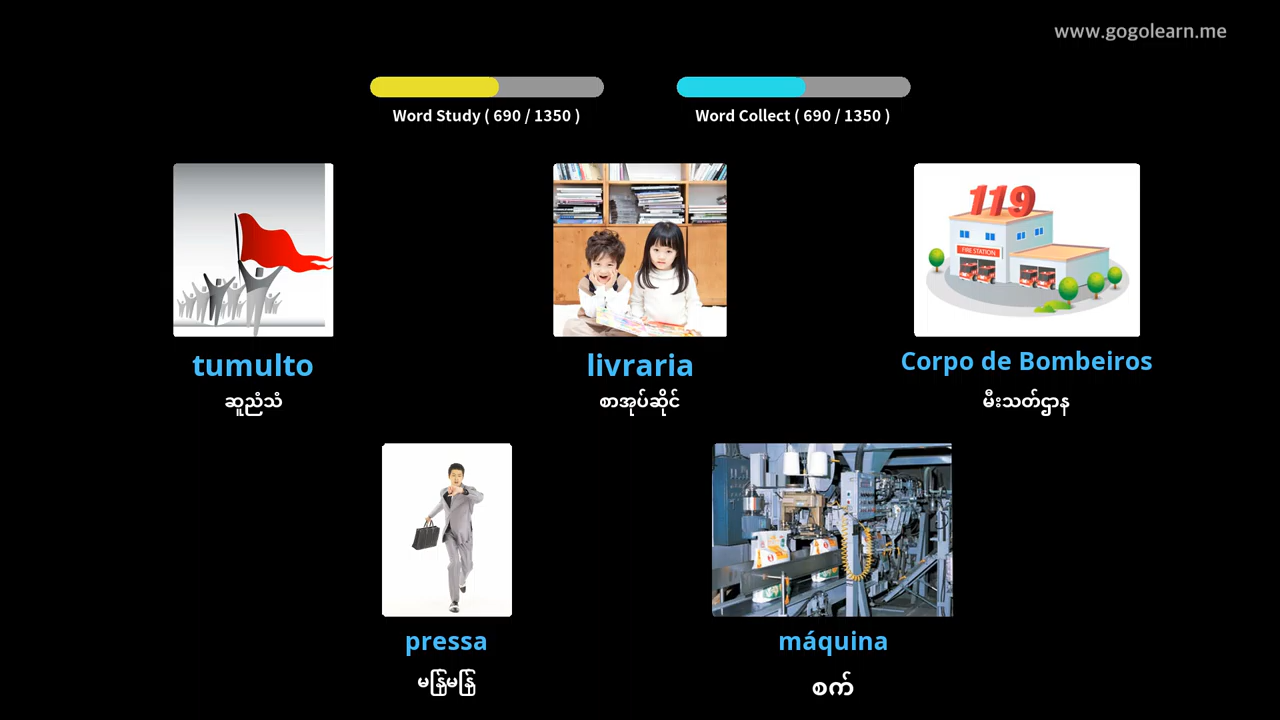 www.gogolearn.me
Word Study ( 690 / 1350 )
Word Collect ( 690 / 1350 )
119
FIRE STATION
tumulto
ဆူညံသံ
livraria
စာအုပ်ဆိုင်
Corpo de Bombeiros
မီးသတ်ဌာန
pressa
မြန်မြန်
máquina
စက်